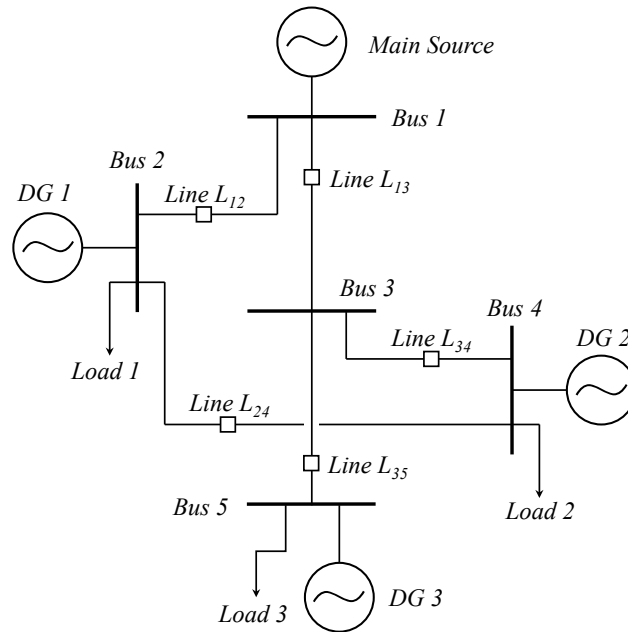 Main Source
Bus 1
Bus 2
DG 1
Line L12
Line L13
Bus 3
Bus 4
Line L34
DG 2
Load 1
Line L24
Line L35
Bus 5
Load 2
Load 3
DG 3